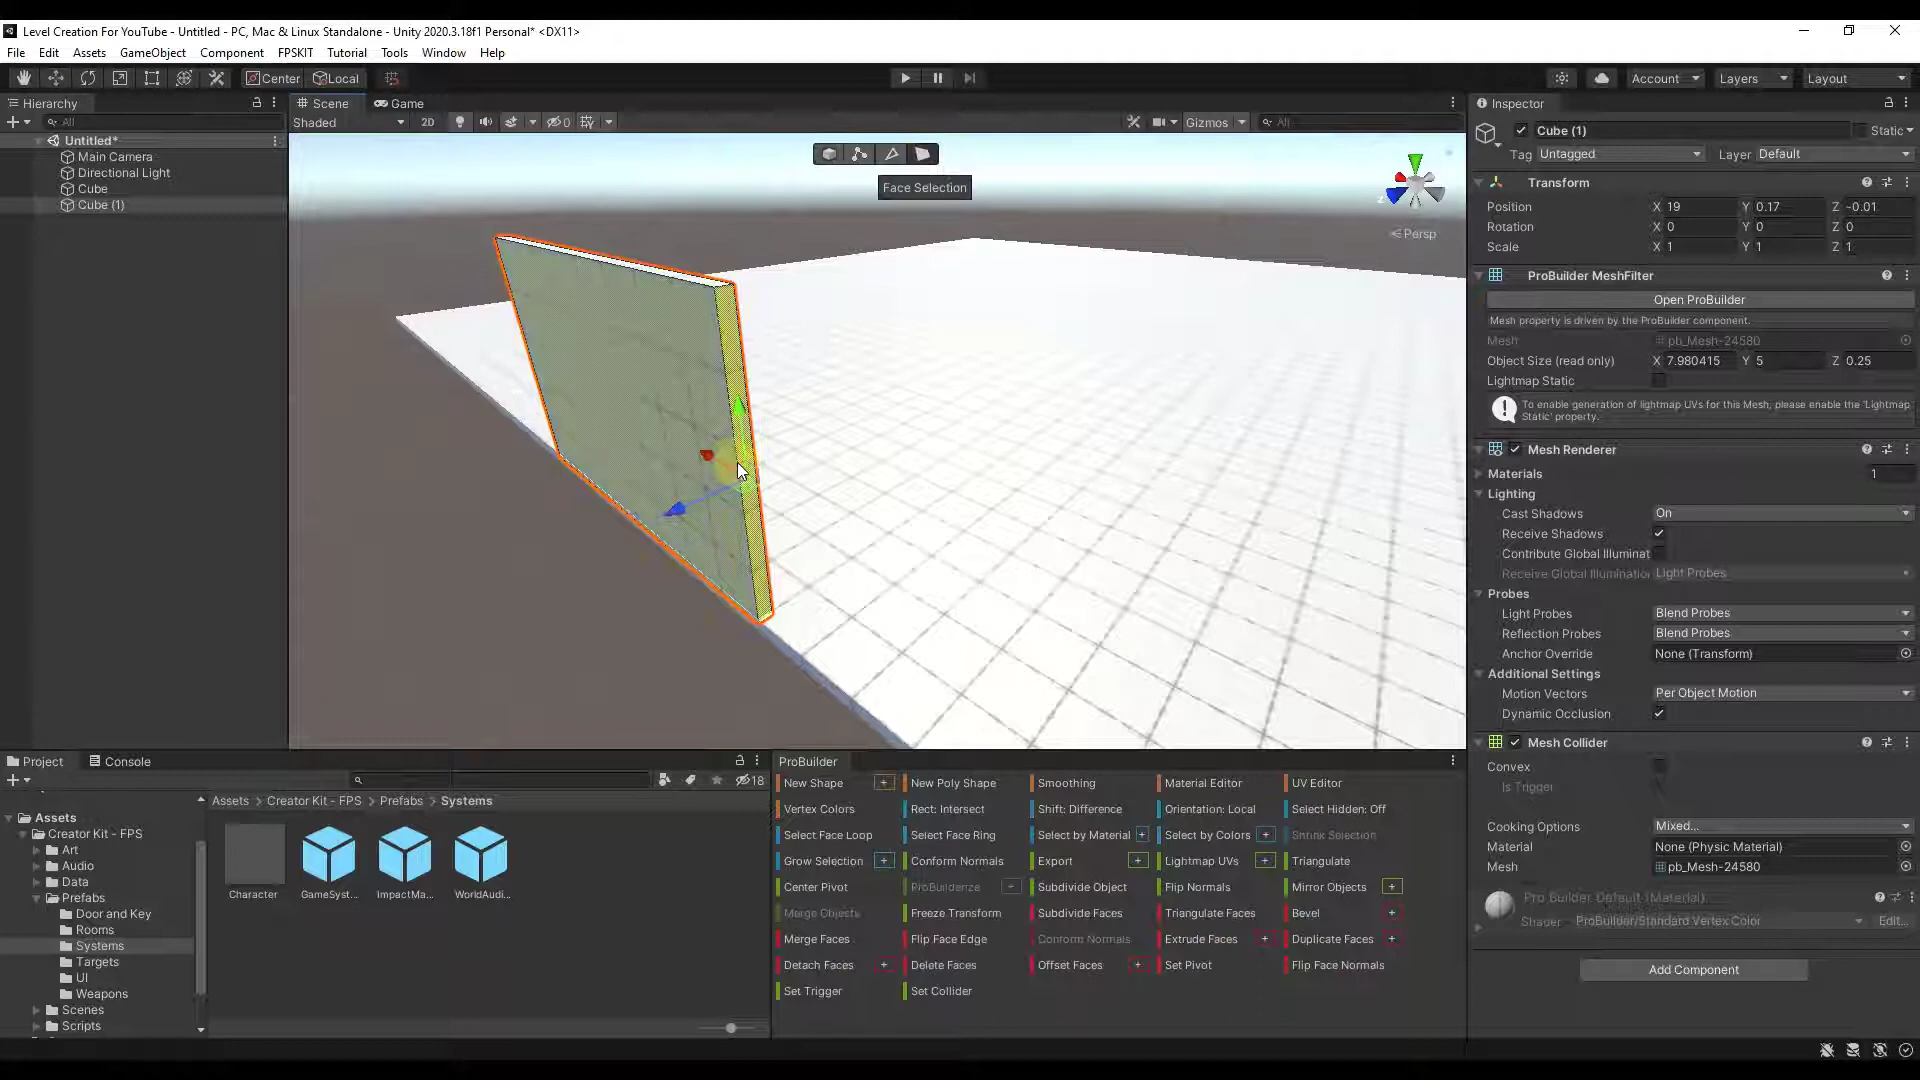 Level Creation For YouTube - Untitled - PC, Mac & Linux Standalone - Unity 2020.3.18f1 Personal* <DX11>
File Edit Assets GameObject Component FPSKIT Tutorial Tools Window Help
Center Local Account Layers Layout
Hierarchy
All
Untitled*
Main Camera
Directional Light
Cube
Cube (1)
Scene Game
Shaded 2D 0 Gizmos All
Face Selection
Z
Persp
Inspector
Cube (1) Static
Tag Untagged Layer Default
Transform
Position X 19 Y 0.17 Z -0.01
Rotation X 0 Y 0 Z 0
Scale X 1 Y 1 Z 1
ProBuilder MeshFilter
Open ProBuilder
Mesh property is driven by the ProBuilder component.
Mesh pb_Mesh-24580
Object Size (read only) X 7.980415 Y 5 Z 0.25
Lightmap Static
To enable generation of lightmap UVs for this Mesh, please enable the 'Lightmap
Static' property.
Mesh Renderer
Materials 1
Lighting
Cast Shadows On
Receive Shadows
Contribute Global Illuminat
Receive Global Illumination Light Probes
Probes
Light Probes Blend Probes
Reflection Probes Blend Probes
Anchor Override None (Transform)
Additional Settings
Motion Vectors Per Object Motion
Dynamic Occlusion
Mesh Collider
Convex
Is Trigger
Cooking Options Mixed...
Material None (Physic Material)
Mesh pb_Mesh-24580
Pro Builder Default (Material)
Shader ProBuilder/Standard Vertex Color Edit...
Add Component
Project Console
18
Assets
Creator Kit - FPS
Art
Audio
Data
Prefabs
Door and Key
Rooms
Systems
Targets
UI
Weapons
Scenes
Scripts
Assets > Creator Kit - FPS > Prefabs > Systems
Character GameSyst... ImpactMa... WorldAudi...
ProBuilder
New Shape + New Poly Shape Smoothing Material Editor UV Editor
Vertex Colors Rect: Intersect Shift: Difference Orientation: Local Select Hidden: Off
Select Face Loop Select Face Ring Select by Material + Select by Colors + Shrink Selection
Grow Selection + Conform Normals Export + Lightmap UVs + Triangulate
Center Pivot ProBuilderize Subdivide Object Flip Normals Mirror Objects +
Merge Objects Freeze Transform Subdivide Faces Triangulate Faces Bevel +
Merge Faces Flip Face Edge Conform Normals Extrude Faces + Duplicate Faces +
Detach Faces + Delete Faces Offset Faces + Set Pivot Flip Face Normals
Set Trigger Set Collider